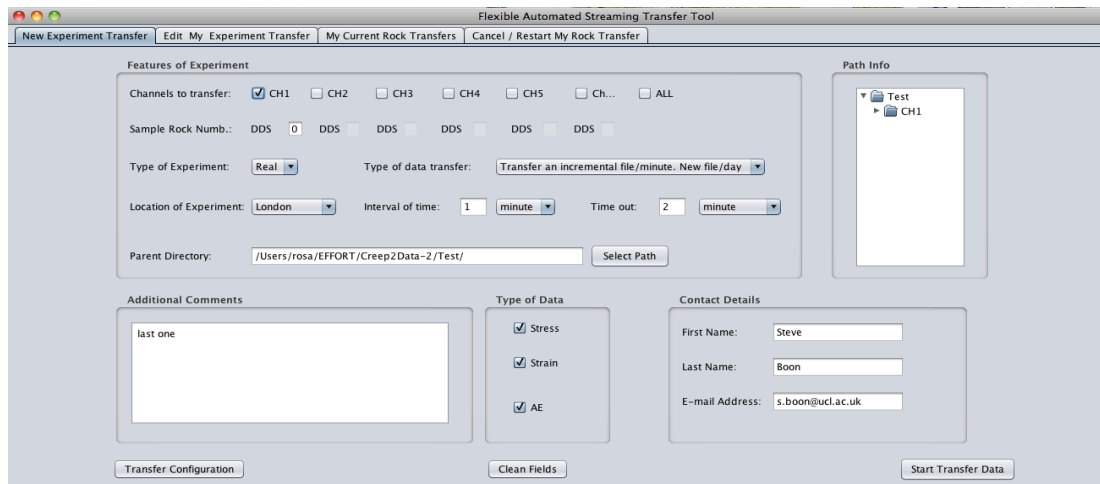 Flexible Automated Streaming Transfer Tool
New Experiment Transfer Edit My Experiment Transfer My Current Rock Transfers Cancel / Restart My Rock Transfer
Features of Experiment
Channels to transfer: CH1 CH2 CH3 CH4 CH5 Ch... ALL
Sample Rock Numb.: DDS 0 DDS DDS DDS DDS DDS
Type of Experiment: Real Type of data transfer: Transfer an incremental file/minute. New file/day
Location of Experiment: London Interval of time: 1 minute Time out: 2 minute
Parent Directory: /Users/rosa/EFFORT/Creep2Data-2/Test/ Select Path
Path Info
Test
CH1
Additional Comments
last one
Type of Data
Stress
Strain
AE
Contact Details
First Name: Steve
Last Name: Boon
E-mail Address: s.boon@ucl.ac.uk
Transfer Configuration Clean Fields Start Transfer Data